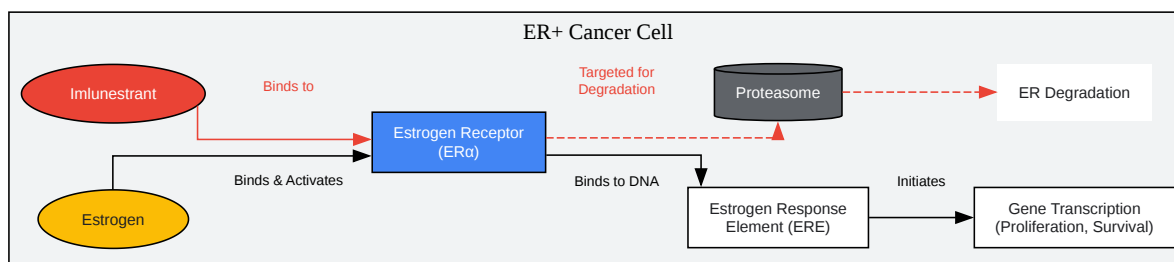 ER+ Cancer Cell
Imlunestrant
Binds to
Targeted for
Degradation
Proteasome
ER Degradation
Estrogen Receptor
(ERα)
Estrogen
Binds & Activates
Binds to DNA
Estrogen Response
Element (ERE)
Initiates
Gene Transcription
(Proliferation, Survival)